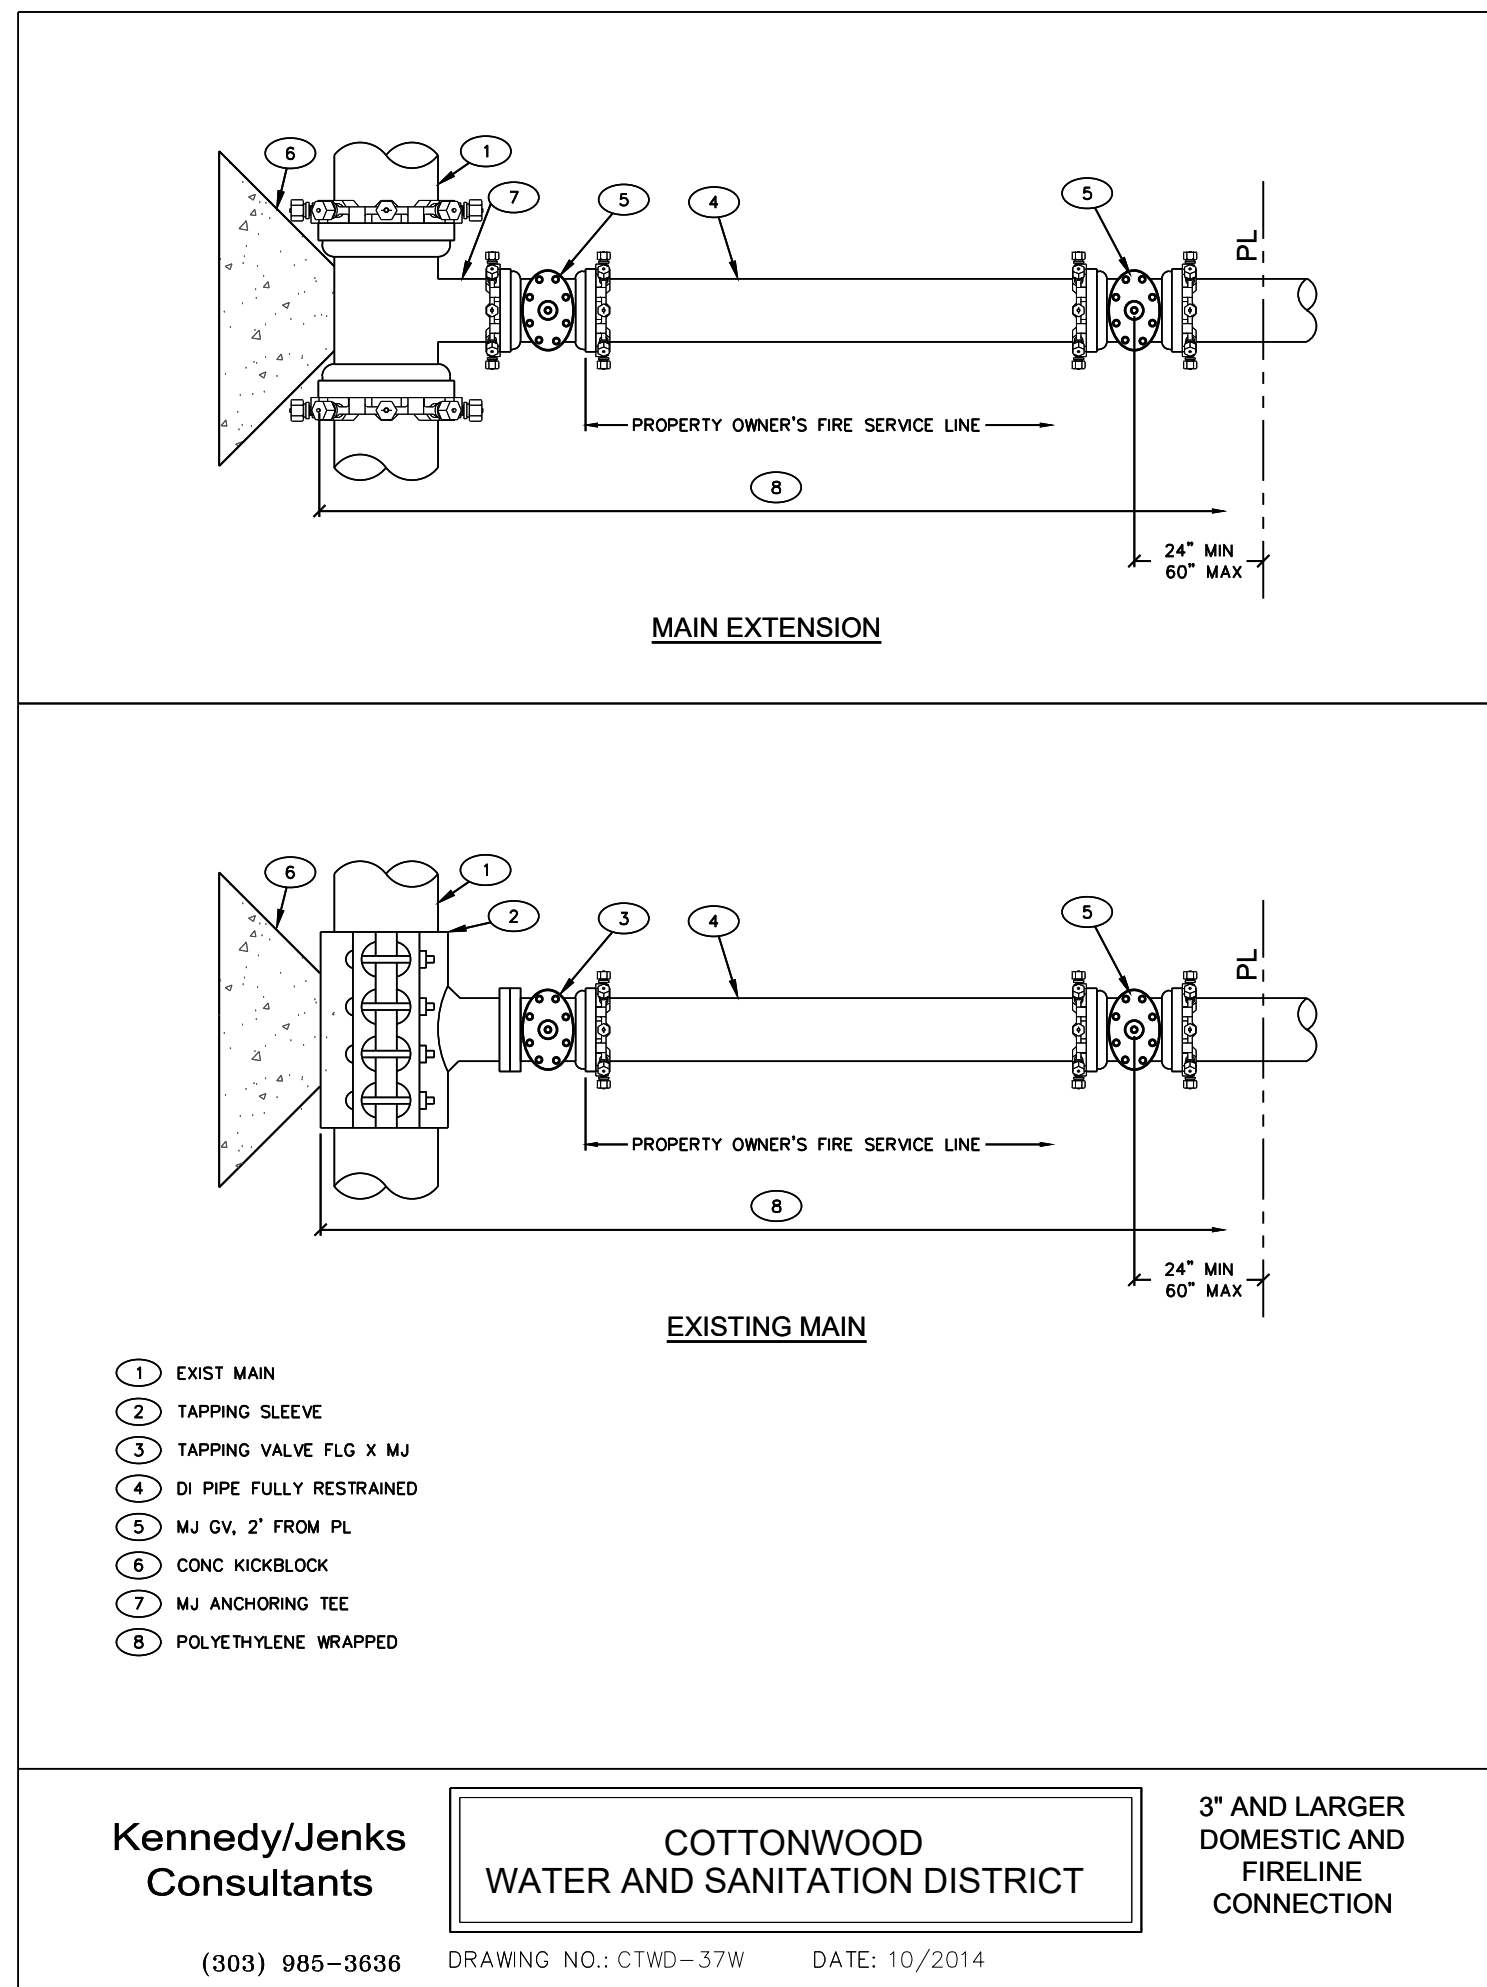 6
1
7
5
4
5
PL
PROPERTY OWNER'S FIRE SERVICE LINE
8
24" MIN
60" MAX
MAIN EXTENSION
6
1
2
3
4
5
PL
PROPERTY OWNER'S FIRE SERVICE LINE
8
24" MIN
60" MAX
EXISTING MAIN
1 EXIST MAIN
2 TAPPING SLEEVE
3 TAPPING VALVE FLG X MJ
4 DI PIPE FULLY RESTRAINED
5 MJ GV, 2' FROM PL
6 CONC KICKBLOCK
7 MJ ANCHORING TEE
8 POLYETHYLENE WRAPPED
Kennedy/Jenks
Consultants
(303) 985-3636
COTTONWOOD
WATER AND SANITATION DISTRICT
DRAWING NO.: CTWD-37W DATE: 10/2014
3" AND LARGER
DOMESTIC AND
FIRELINE
CONNECTION